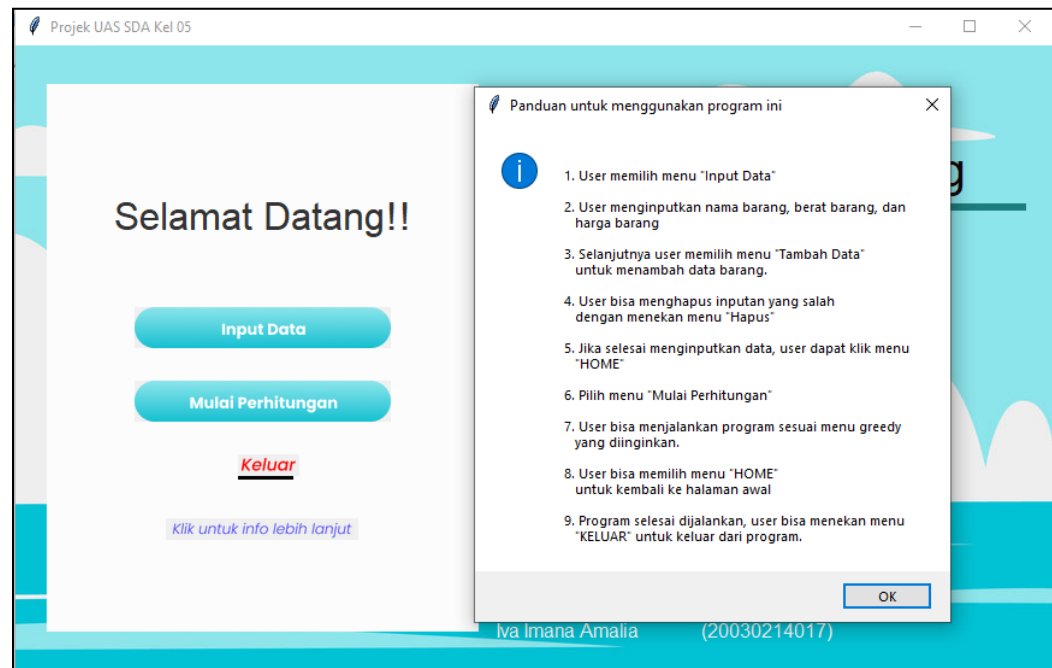 Projek UAS SDA Kel 05
Selamat Datang!!
Input Data
Mulai Perhitungan
Keluar
Klik untuk info lebih lanjut
Panduan untuk menggunakan program ini
1. User memilih menu "Input Data"
2. User menginputkan nama barang, berat barang, dan
harga barang
3. Selanjutnya user memilih menu "Tambah Data"
untuk menambah data barang.
4. User bisa menghapus inputan yang salah
dengan menekan menu "Hapus"
5. Jika selesai menginputkan data, user dapat klik menu
"HOME"
6. Pilih menu "Mulai Perhitungan"
7. User bisa menjalankan program sesuai menu greedy
yang diinginkan.
8. User bisa memilih menu "HOME"
untuk kembali ke halaman awal
9. Program selesai dijalankan, user bisa menekan menu
"KELUAR" untuk keluar dari program.
OK
Iva Imana Amalia (20030214017)